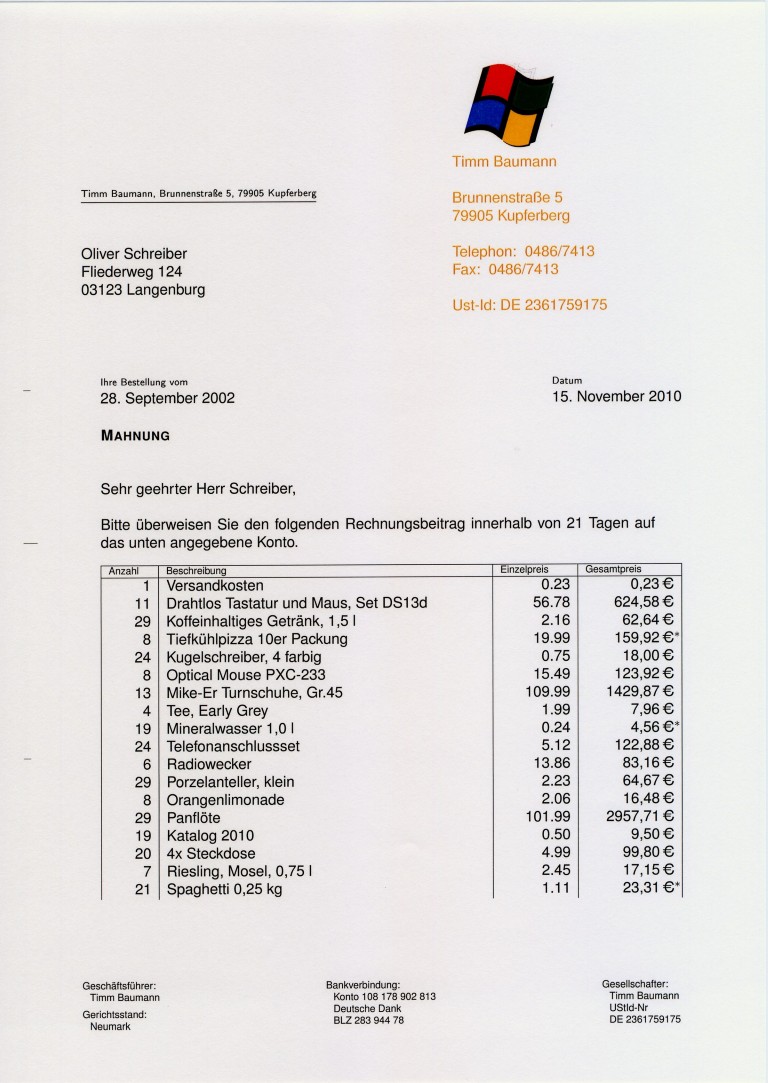 Timm Baumann
Brunnenstraße 5
79905 Kupferberg
Telephon: 0486/7413
Fax: 0486/7413
Ust-Id: DE 2361759175
Timm Baumann, Brunnenstraße 5, 79905 Kupferberg
Oliver Schreiber
Fliederweg 124
03123 Langenburg
Ihre Bestellung vom
28. September 2002
Datum
15. November 2010
MAHNUNG
Sehr geehrter Herr Schreiber,
Bitte überweisen Sie den folgenden Rechnungsbeitrag innerhalb von 21 Tagen auf
das unten angegebene Konto.
Anzahl Beschreibung Einzelpreis Gesamtpreis
1 Versandkosten 0.23 0,23 €
11 Drahtlos Tastatur und Maus, Set DS13d 56.78 624,58 €
29 Koffeinhaltiges Getränk, 1,5 l 2.16 62,64 €
8 Tiefkühlpizza 10er Packung 19.99 159,92 €*
24 Kugelschreiber, 4 farbig 0.75 18,00 €
8 Optical Mouse PXC-233 15.49 123,92 €
13 Mike-Er Turnschuhe, Gr.45 109.99 1429,87 €
4 Tee, Early Grey 1.99 7,96 €
19 Mineralwasser 1,0 l 0.24 4,56 €*
24 Telefonanschlussset 5.12 122,88 €
6 Radiowecker 13.86 83,16 €
29 Porzelanteller, klein 2.23 64,67 €
8 Orangenlimonade 2.06 16,48 €
29 Panflöte 101.99 2957,71 €
19 Katalog 2010 0.50 9,50 €
20 4x Steckdose 4.99 99,80 €
7 Riesling, Mosel, 0,75 l 2.45 17,15 €
21 Spaghetti 0,25 kg 1.11 23,31 €*
Geschäftsführer:
Timm Baumann
Gerichtsstand:
Neumark
Bankverbindung:
Konto 108 178 902 813
Deutsche Dank
BLZ 283 944 78
Gesellschafter:
Timm Baumann
UStId-Nr
DE 2361759175